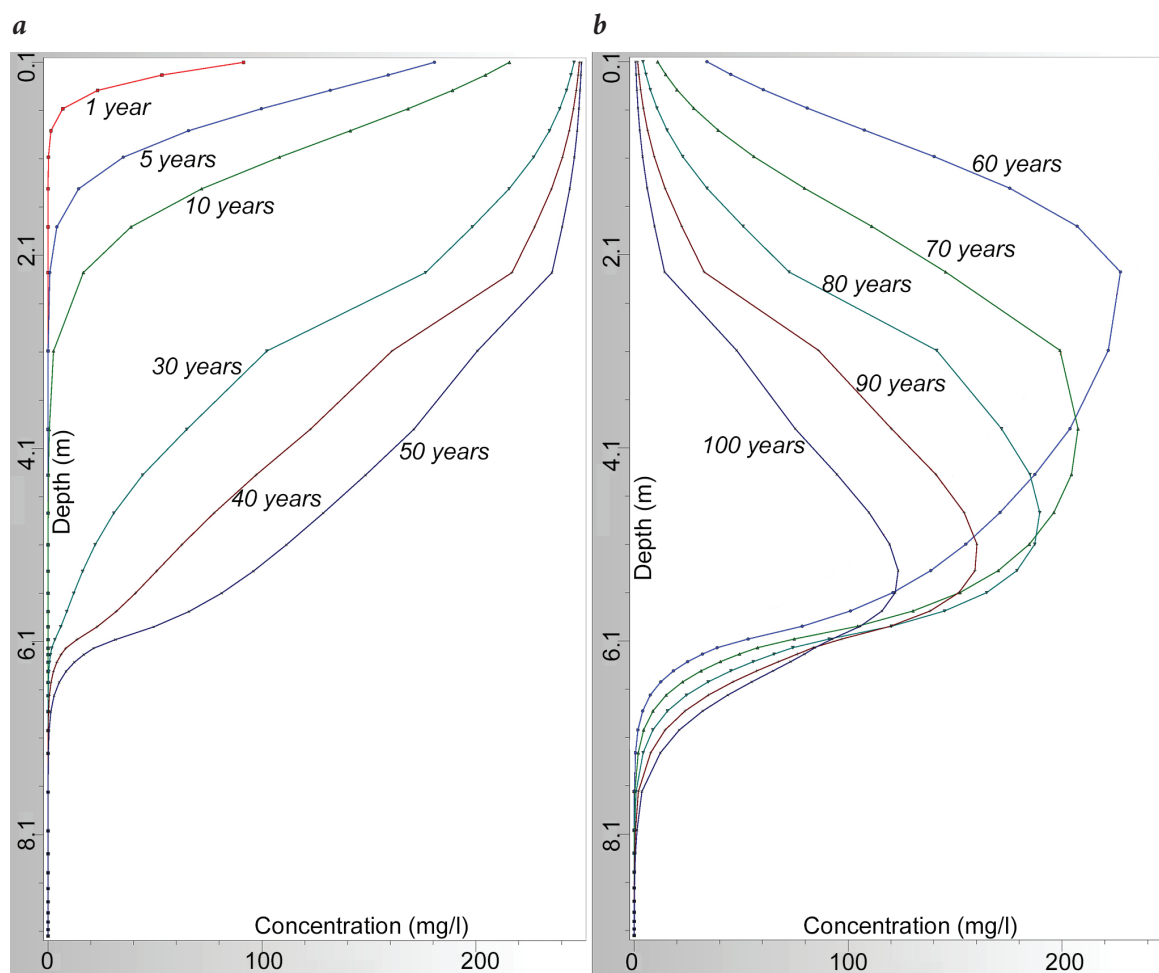 a
b
0.1
2.1
4.1
6.1
8.1
Depth (m)
1 year
5 years
10 years
30 years
40 years
50 years
Concentration (mg/l)
0
100
200
0.1
2.1
4.1
6.1
8.1
Depth (m)
60 years
70 years
80 years
90 years
100 years
Concentration (mg/l)
0
100
200